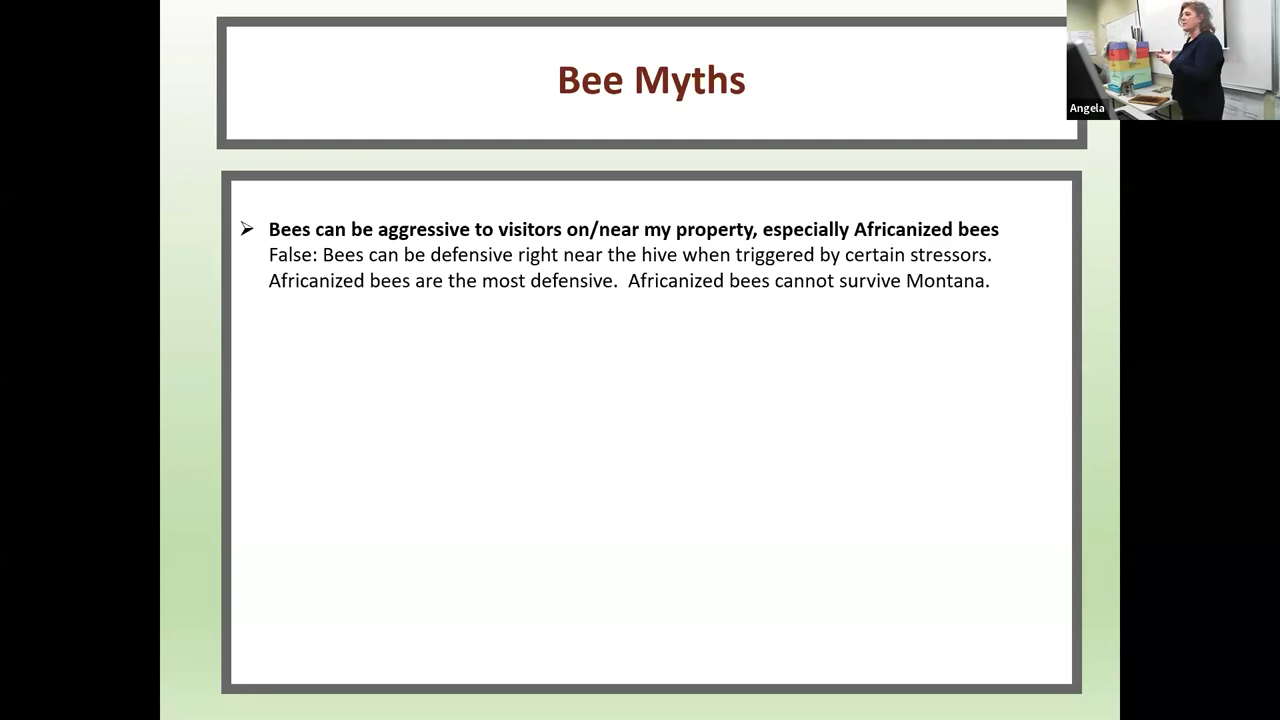 Bee Myths
Angela
➢ Bees can be aggressive to visitors on/near my property, especially Africanized bees
False: Bees can be defensive right near the hive when triggered by certain stressors.
Africanized bees are the most defensive.  Africanized bees cannot survive Montana.